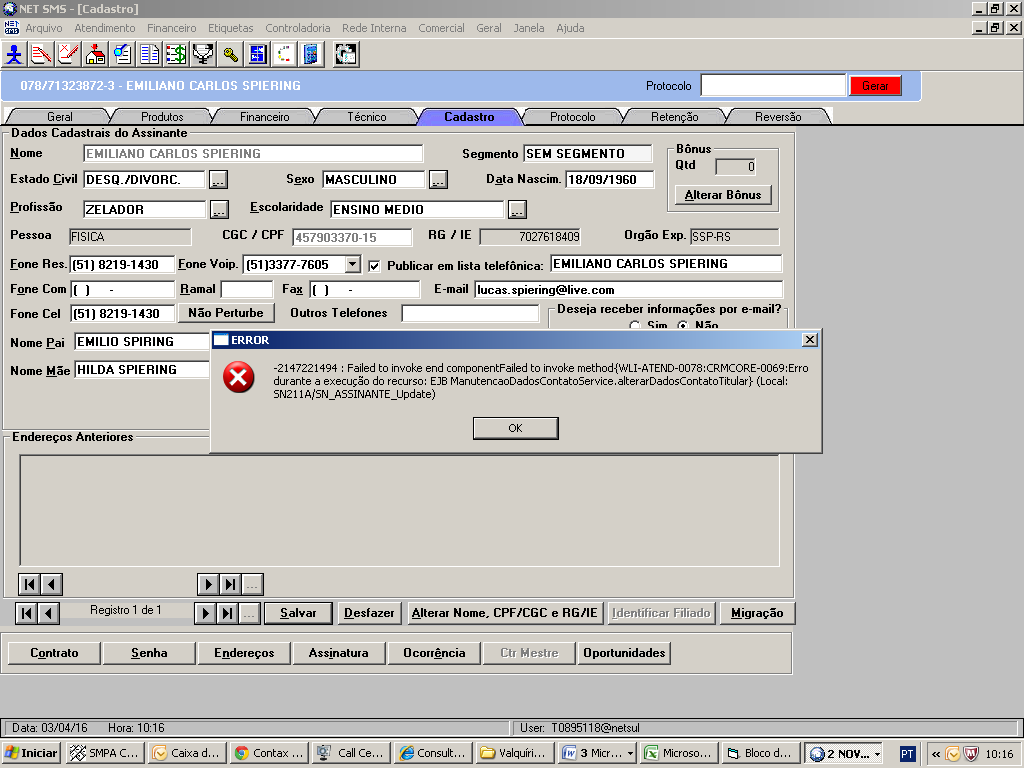 NET SMS - [Cadastro]
Arquivo Atendimento Financeiro Etiquetas Controladoria Rede Interna Comercial Geral Janela Ajuda
078/71323872-3 - EMILIANO CARLOS SPIERING Protocolo Gerar
Geral Produtos Financeiro Técnico Cadastro Protocolo Retenção Reversão
Dados Cadastrais do Assinante
Nome EMILIANO CARLOS SPIERING Segmento SEM SEGMENTO Bônus
Qtd 0
Estado Civil DESQ./DIVORC. ... Sexo MASCULINO ... Data Nascim. 18/09/1960
Alterar Bônus
Profissão ZELADOR ... Escolaridade ENSINO MEDIO ...
Pessoa FISICA CGC / CPF 457903370-15 RG / IE 7027618409 Orgão Exp. SSP-RS
Fone Res. (51) 8219-1430 Fone Voip. (51)3377-7605 Publicar em lista telefônica: EMILIANO CARLOS SPIERING
Fone Com ( ) - Ramal Fax ( ) - E-mail lucas.spiering@live.com
Fone Cel (51) 8219-1430 Não Perturbe Outros Telefones Deseja receber informações por e-mail?
Sim Não
Nome Pai EMILIO SPIRING
Nome Mãe HILDA SPIERING
ERROR
-2147221494 : Failed to invoke end componentFailed to invoke method{WLI-ATEND-0078:CRMCORE-0069:Erro
durante a execução do recurso: EJB ManutencaoDadosContatoService.alterarDadosContatoTitular} (Local:
SN211A/SN_ASSINANTE_Update)
OK
Endereços Anteriores
...
Registro 1 de 1 ... Salvar Desfazer Alterar Nome, CPF/CGC e RG/IE Identificar Filiado Migração
Contrato Senha Endereços Assinatura Ocorrência Ctr Mestre Oportunidades
Data: 03/04/16 Hora: 10:16 User: T0895118@netsul
Iniciar SMPA C... Caixa d... Contax ... Call Ce... Consult... Valquíri... 3 Micr... Microso... Bloco d... 2 NOV... PT « 10:16